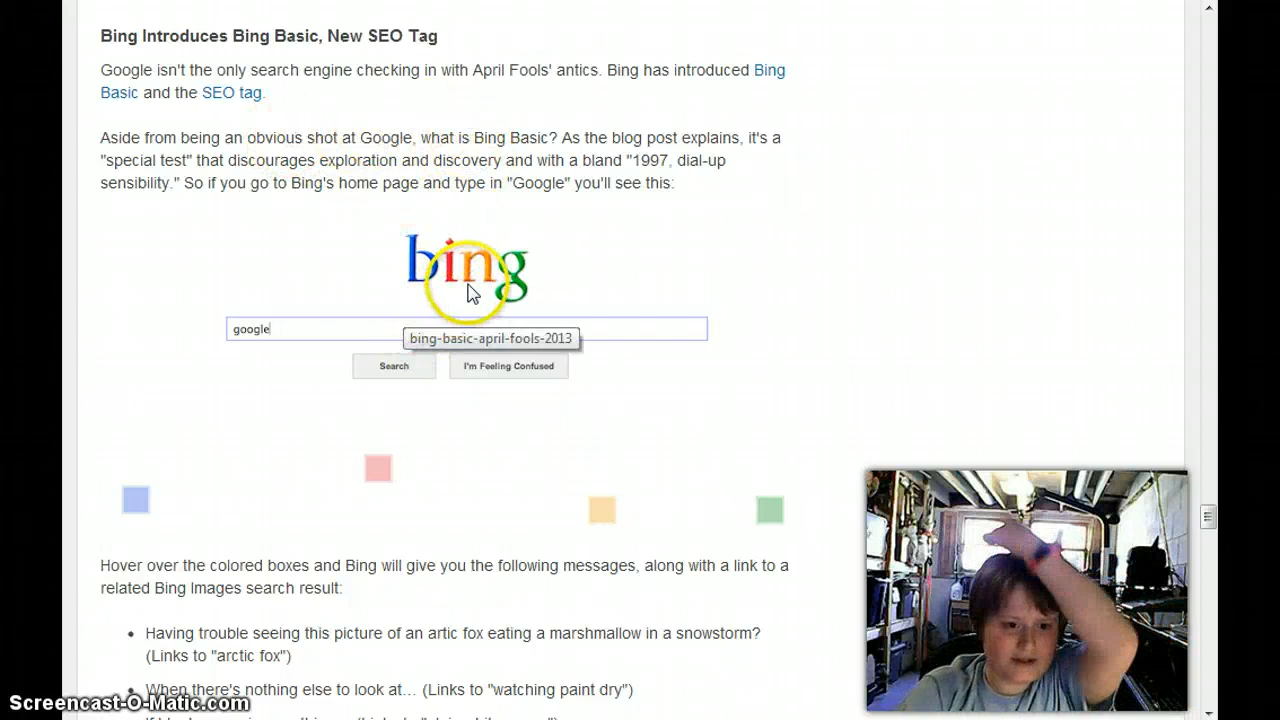 Bing Introduces Bing Basic, New SEO Tag
Google isn't the only search engine checking in with April Fools' antics. Bing has introduced Bing
Basic and the SEO tag.
Aside from being an obvious shot at Google, what is Bing Basic? As the blog post explains, it's a
"special test" that discourages exploration and discovery and with a bland "1997, dial-up
sensibility." So if you go to Bing's home page and type in "Google" you'll see this:
bing
google
bing-basic-april-fools-2013
Search I'm Feeling Confused
Hover over the colored boxes and Bing will give you the following messages, along with a link to a
related Bing Images search result:
• Having trouble seeing this picture of an artic fox eating a marshmallow in a snowstorm?
(Links to "arctic fox")
• When there's nothing else to look at… (Links to "watching paint dry")
Screencast-O-Matic.com